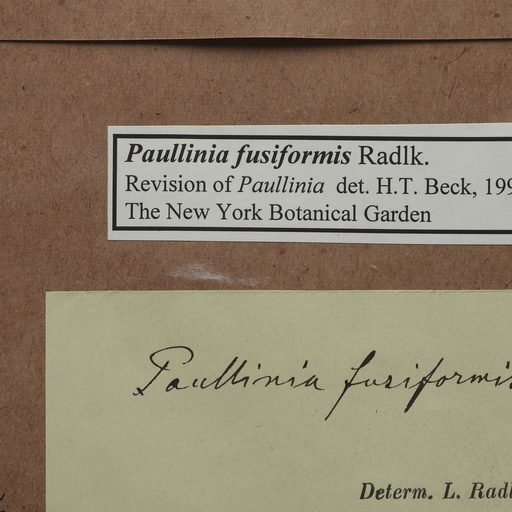 Paullinia fusiformis Radlk.
Revision of Paullinia det. H.T. Beck, 199
The New York Botanical Garden
Paullinia fusiformis
Determ. L. Radl